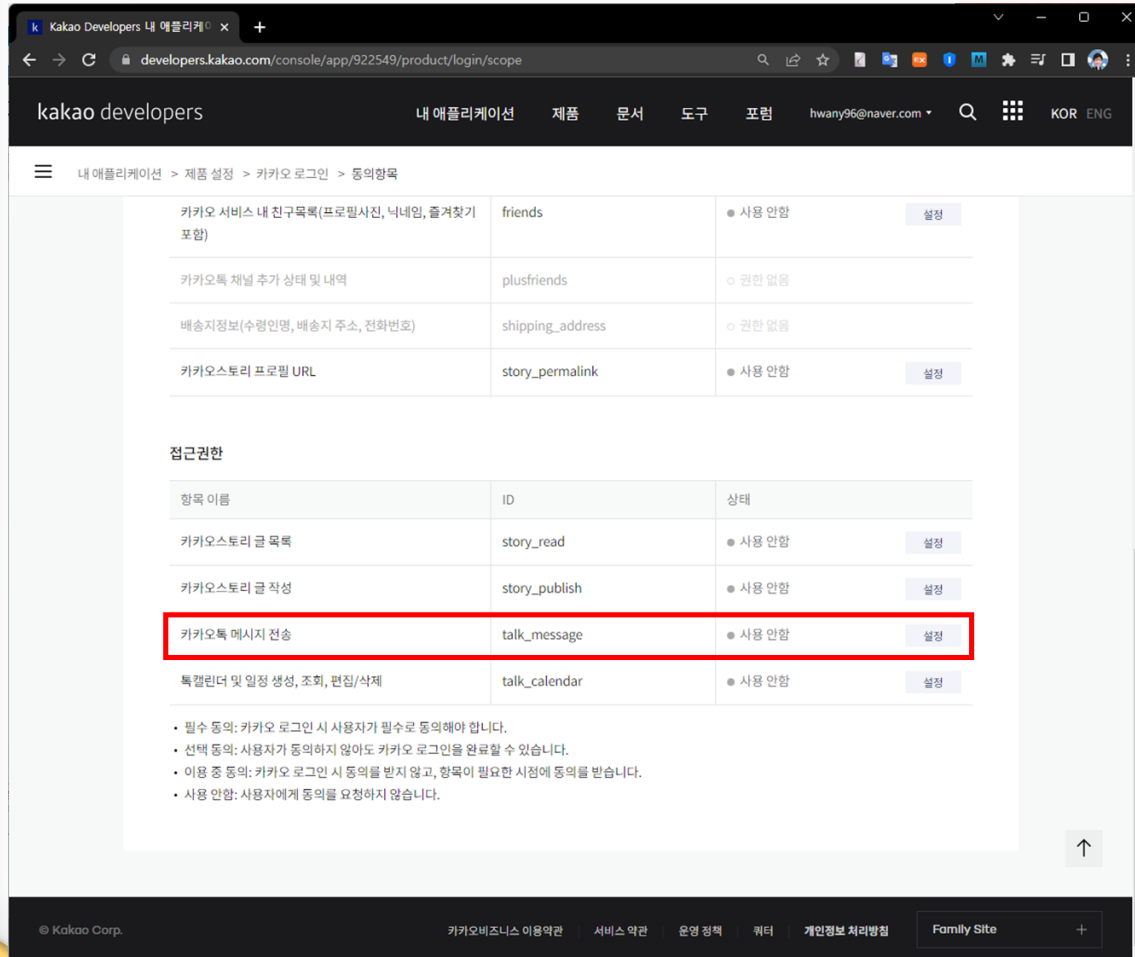 Kakao Developers 내 애플리케이
developers.kakao.com/console/app/922549/product/login/scope
kakao developers 내 애플리케이션 제품 문서 도구 포럼 hwany96@naver.com KOR ENG
내 애플리케이션 > 제품 설정 > 카카오 로그인 > 동의항목
카카오 서비스 내 친구목록(프로필사진, 닉네임, 즐겨찾기 friends 사용 안함 설정
포함)
카카오톡 채널 추가 상태 및 내역 plusfriends 권한 없음
배송지정보(수령인명, 배송지 주소, 전화번호) shipping_address 권한 없음
카카오스토리 프로필 URL story_permalink 사용 안함 설정
접근권한
항목 이름 ID 상태
카카오스토리 글 목록 story_read 사용 안함 설정
카카오스토리 글 작성 story_publish 사용 안함 설정
카카오톡 메시지 전송 talk_message 사용 안함 설정
톡캘린더 및 일정 생성, 조회, 편집/삭제 talk_calendar 사용 안함 설정
• 필수 동의: 카카오 로그인 시 사용자가 필수로 동의해야 합니다.
• 선택 동의: 사용자가 동의하지 않아도 카카오 로그인을 완료할 수 있습니다.
• 이용 중 동의: 카카오 로그인 시 동의를 받지 않고, 항목이 필요한 시점에 동의를 받습니다.
• 사용 안함: 사용자에게 동의를 요청하지 않습니다.
© Kakao Corp. 카카오비즈니스 이용약관 서비스 약관 운영 정책 쿼터 개인정보 처리방침 Family Site